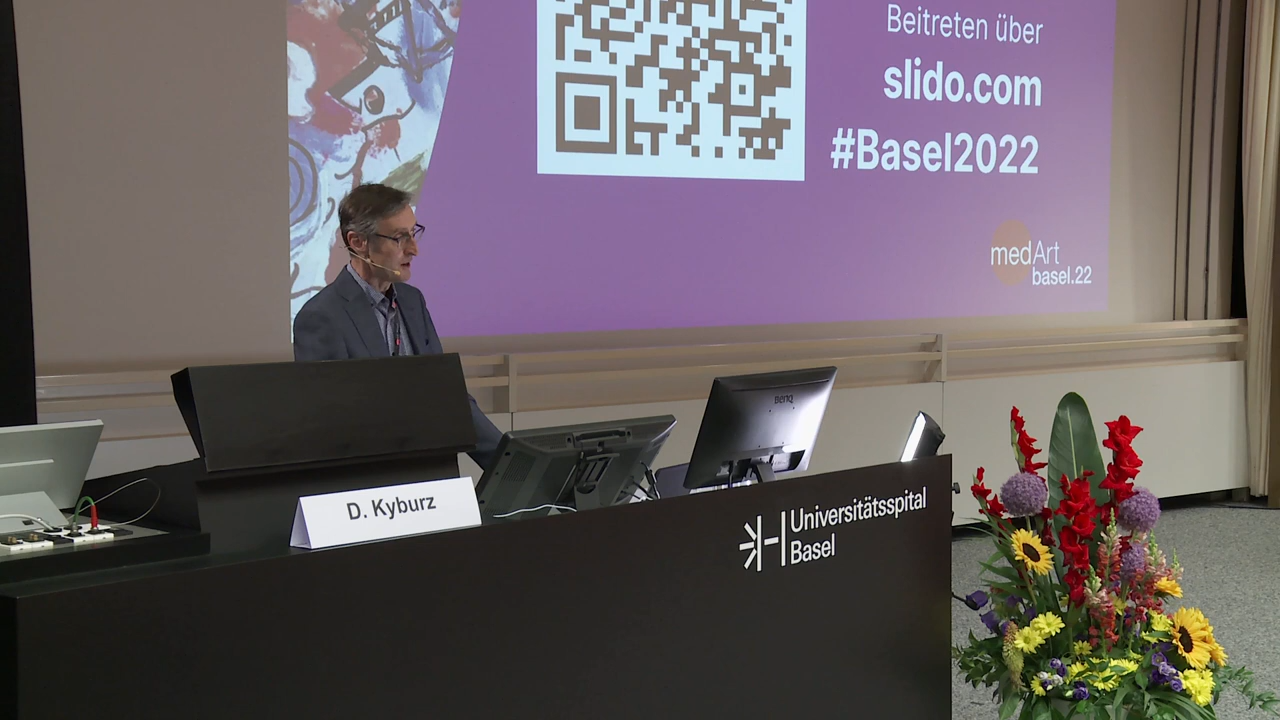 Beitreten über
slido.com
#Basel2022
medArt
basel.22
BenQ
D. Kyburz
Universitätsspital
Basel